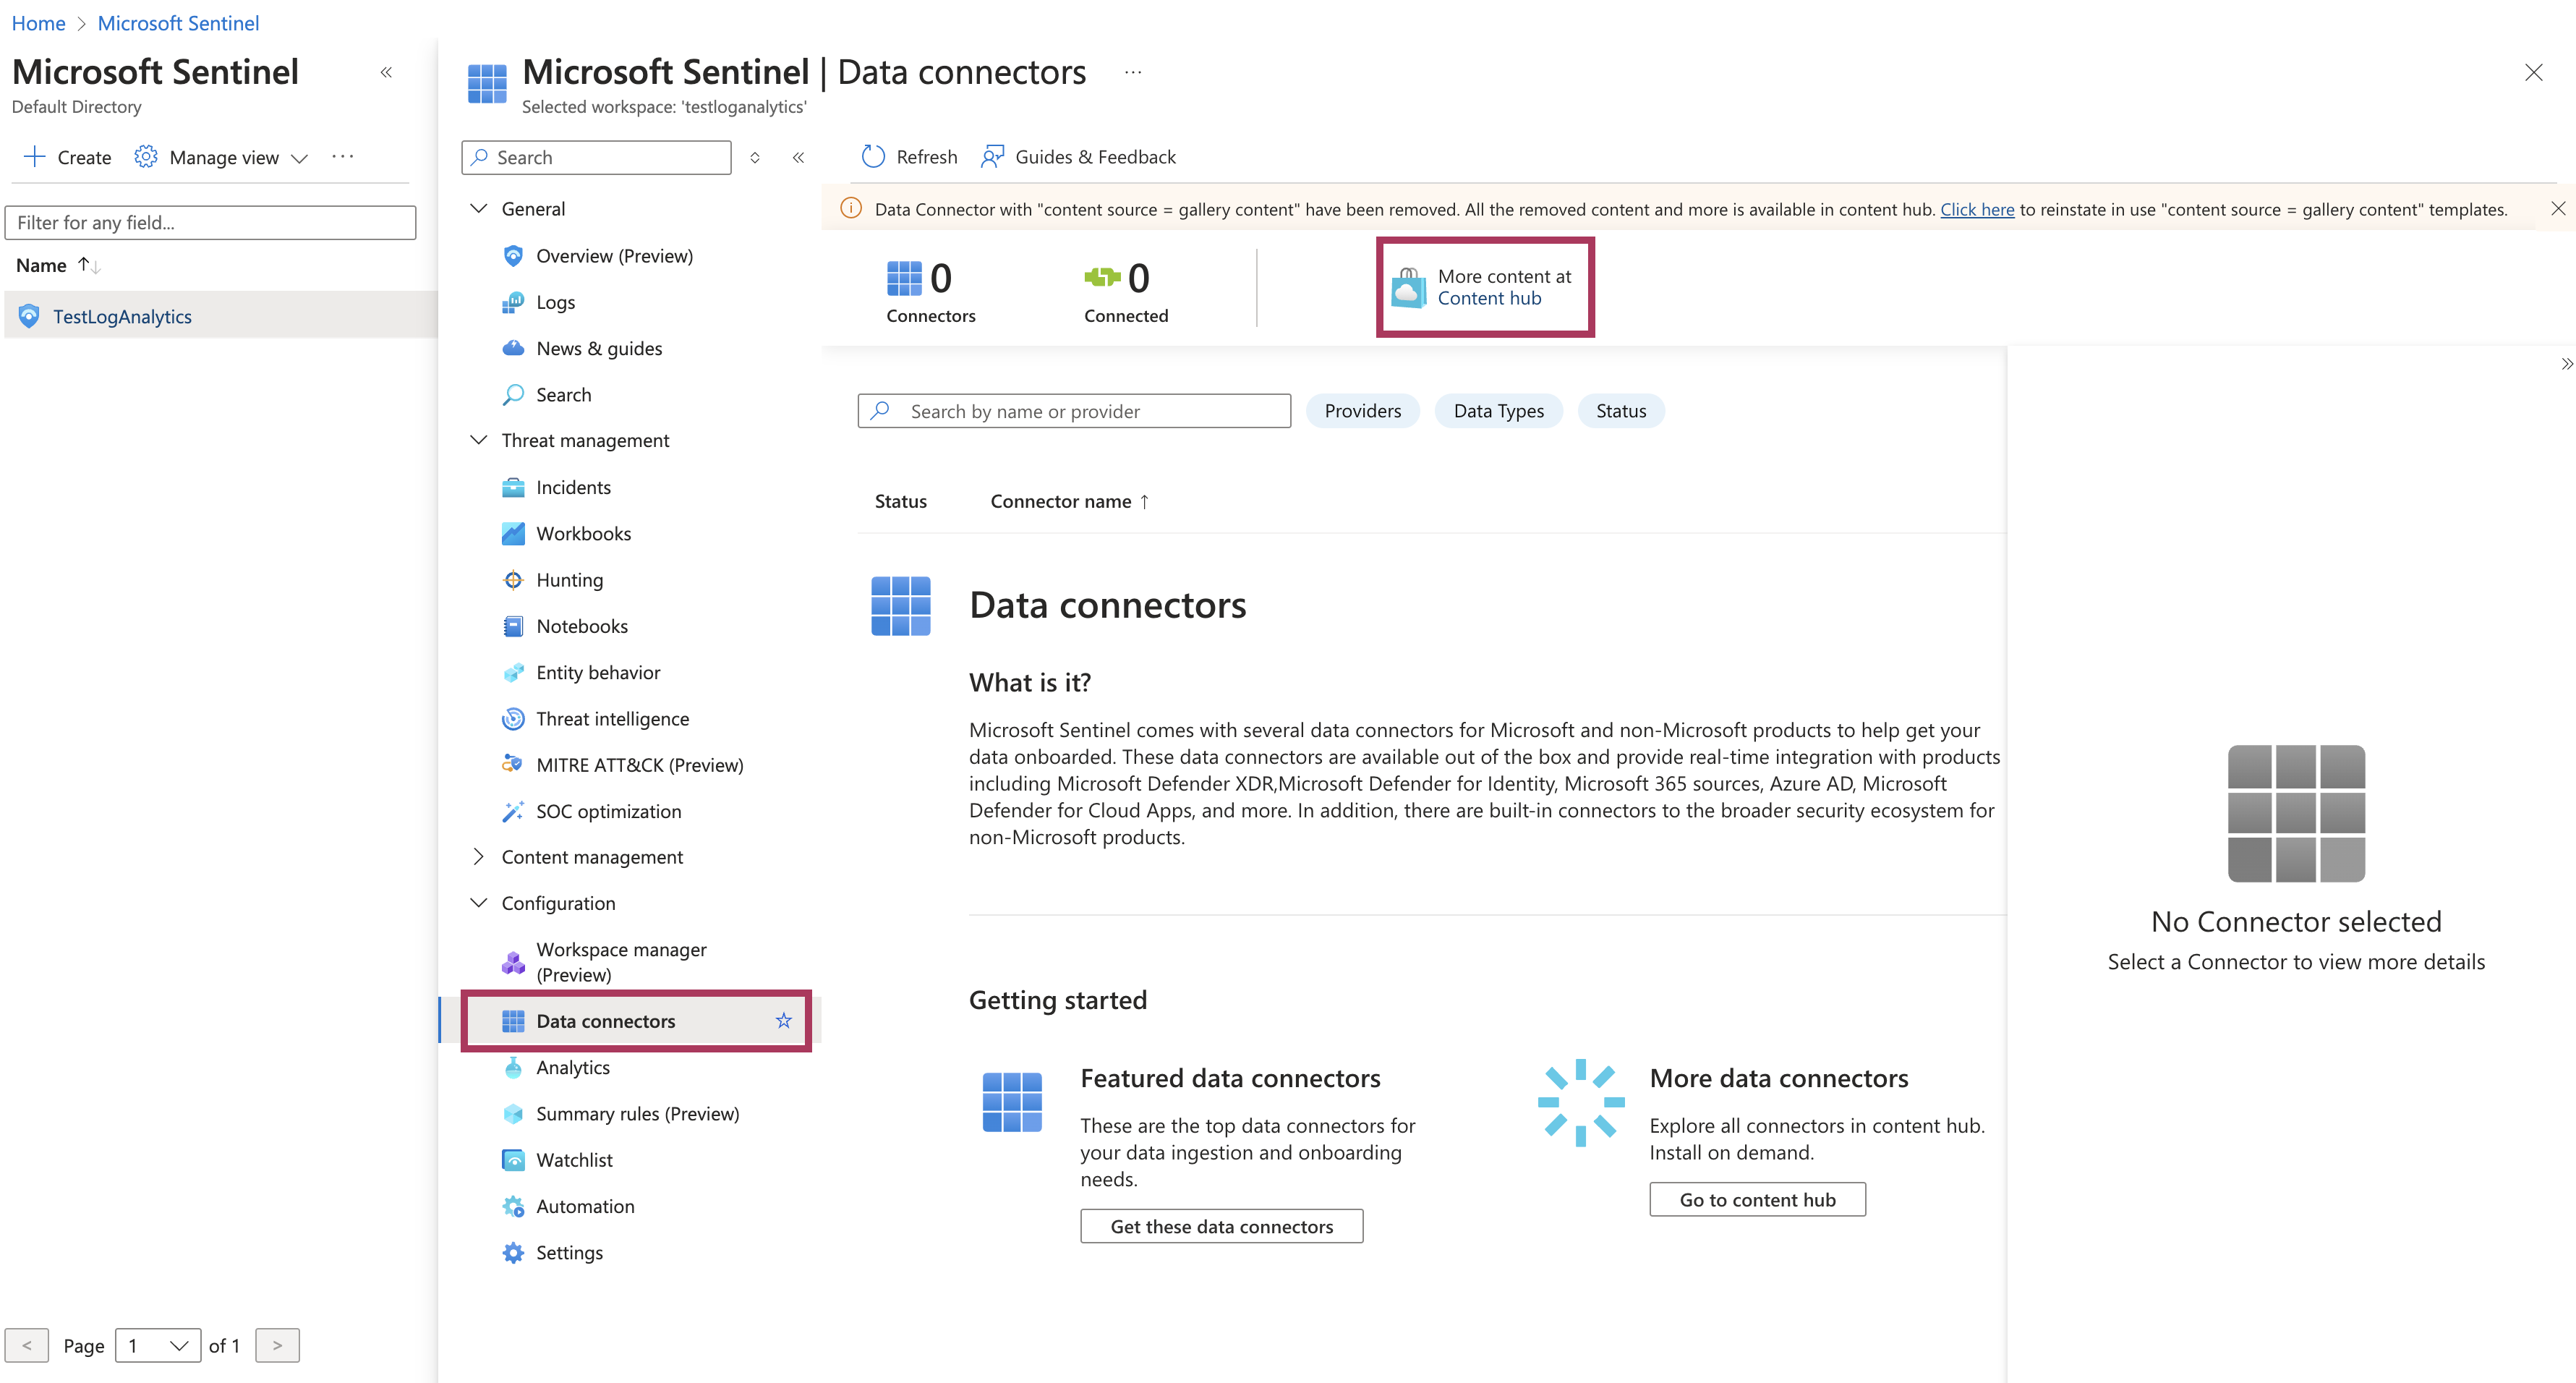 Home > Microsoft Sentinel
Microsoft Sentinel «
Default Directory
+ Create Manage view ···
Filter for any field...
Name ↑↓
TestLogAnalytics
< Page 1 of 1 >
Microsoft Sentinel | Data connectors ···
Selected workspace: 'testloganalytics'
Search «
General
Overview (Preview)
Logs
News & guides
Search
Threat management
Incidents
Workbooks
Hunting
Notebooks
Entity behavior
Threat intelligence
MITRE ATT&CK (Preview)
SOC optimization
Content management
Configuration
Workspace manager
(Preview)
Data connectors
Analytics
Summary rules (Preview)
Watchlist
Automation
Settings
Refresh Guides & Feedback
Data Connector with "content source = gallery content" have been removed. All the removed content and more is available in content hub. Click here to reinstate in use "content source = gallery content" templates.
0
Connectors
0
Connected
More content at
Content hub
Search by name or provider Providers Data Types Status
Status Connector name ↑
Data connectors
What is it?
Microsoft Sentinel comes with several data connectors for Microsoft and non-Microsoft products to help get your
data onboarded. These data connectors are available out of the box and provide real-time integration with products
including Microsoft Defender XDR,Microsoft Defender for Identity, Microsoft 365 sources, Azure AD, Microsoft
Defender for Cloud Apps, and more. In addition, there are built-in connectors to the broader security ecosystem for
non-Microsoft products.
Getting started
Featured data connectors
These are the top data connectors for
your data ingestion and onboarding
needs.
Get these data connectors
More data connectors
Explore all connectors in content hub.
Install on demand.
Go to content hub
»
No Connector selected
Select a Connector to view more details